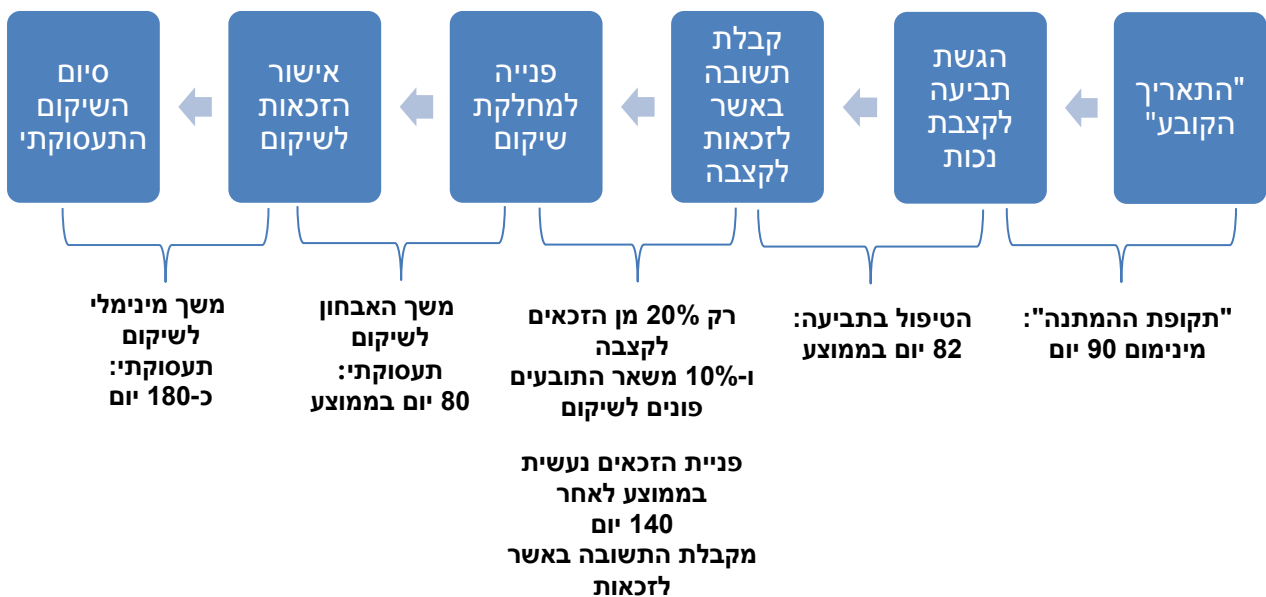 "התאריך
הקובע"
הגשת
תביעה
לקצבת
נכות
קבלת
תשובה
באשר
לזכאות
לקצבה
פנייה
למחלקת
שיקום
אישור
הזכאות
לשיקום
סיום
השיקום
התעסוקתי
"תקופת ההמתנה":
מינימום 90 יום
הטיפול בתביעה:
82 יום בממוצע
רק 20% מן הזכאים
לקצבה
ו-10% משאר התובעים
פונים לשיקום
פניית הזכאים נעשית
בממוצע לאחר
140 יום
מקבלת התשובה באשר
לזכאות
משך האבחון
לשיקום
תעסוקתי:
80 יום בממוצע
משך מינימלי
לשיקום
תעסוקתי:
כ-180 יום